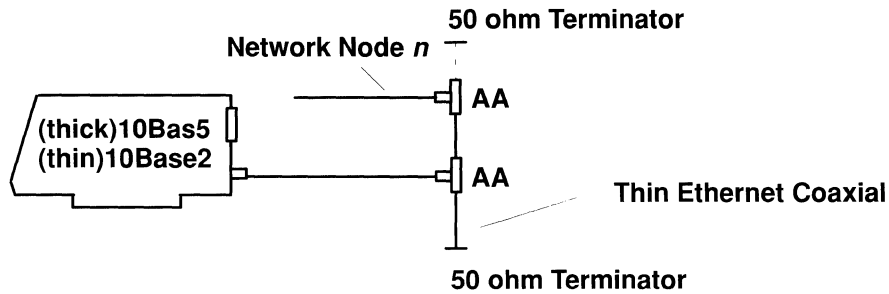 50 ohm Terminator
Network Node n
AA
(thick)10Bas5
(thin)10Base2
AA
Thin Ethernet Coaxial
50 ohm Terminator